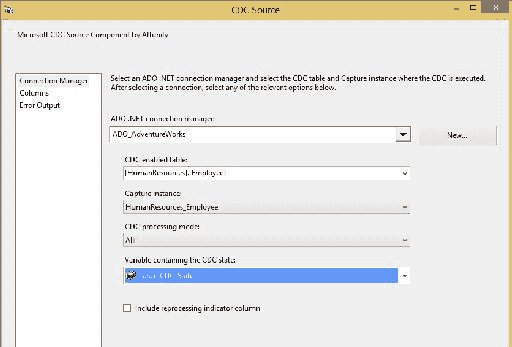 CDC Source
Microsoft CDC Source Component by Attunity
Connection Manager
Columns
Error Output
Select an ADO .NET connection manager and select the CDC table and Capture instance where the CDC is executed.
After selecting a connection, select any of the relevant options below.
ADO .NET connection manager:
ADO_AdventureWorks
New...
CDC enabled table:
[HumanResources].[Employee]
Capture instance:
HumanResources_Employee
CDC processing mode:
All
Variable containing the CDC state:
CDC_State
Include reprocessing indicator column